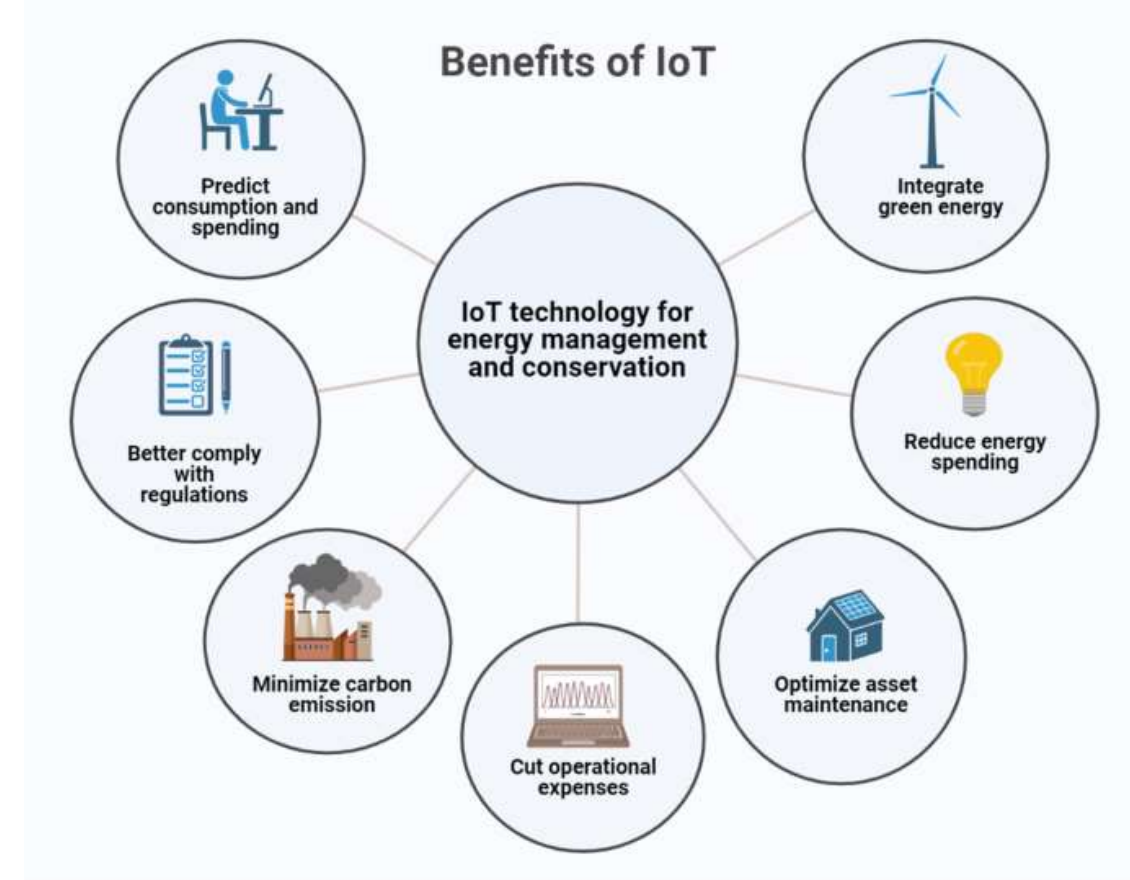 Benefits of IoT
Predict
consumption and
spending
Integrate
green energy
IoT technology for
energy management
and conservation
Better comply
with
regulations
Reduce energy
spending
Minimize carbon
emission
Optimize asset
maintenance
Cut operational
expenses